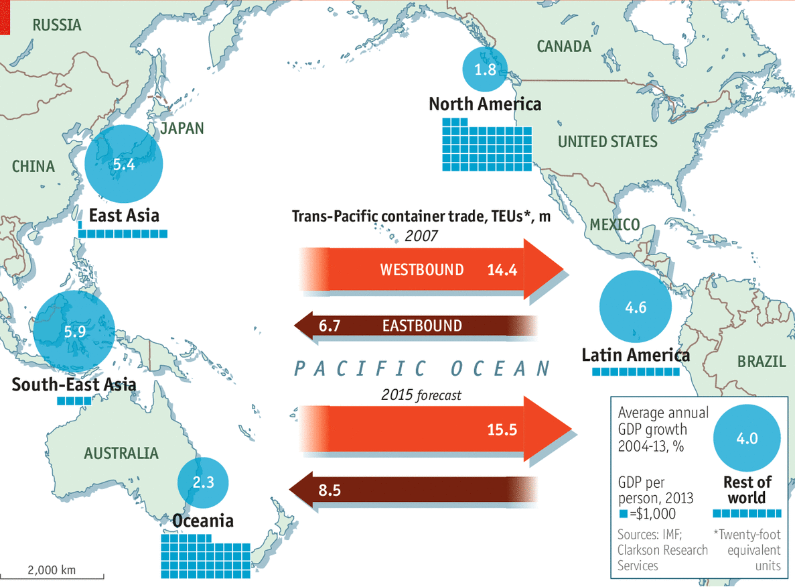 RUSSIA
CANADA
1.8
North America
JAPAN
UNITED STATES
CHINA
5.4
East Asia
Trans-Pacific container trade, TEUs*, m
2007
MEXICO
WESTBOUND 14.4
5.9
6.7 EASTBOUND
4.6
Latin America
PACIFIC OCEAN
BRAZIL
South-East Asia
2015 forecast
15.5
AUSTRALIA
2.3
8.5
Oceania
Average annual
GDP growth
2004-13, %
4.0
GDP per
person, 2013
=$1,000
Rest of
world
Sources: IMF;
Clarkson Research
Services
*Twenty-foot
equivalent
units
2,000 km